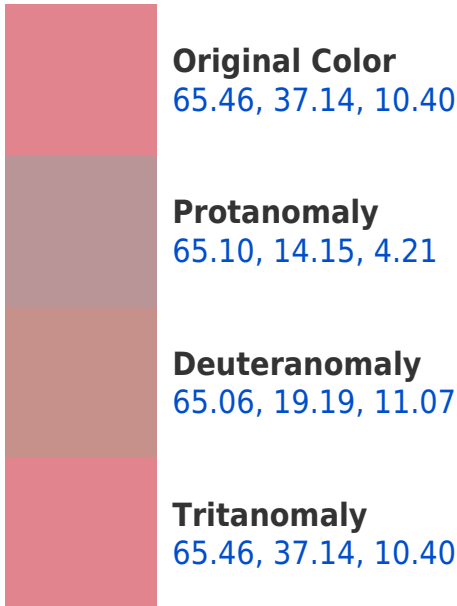 Original Color
65.46, 37.14, 10.40
Protanomaly
65.10, 14.15, 4.21
Deuteranomaly
65.06, 19.19, 11.07
Tritanomaly
65.46, 37.14, 10.40